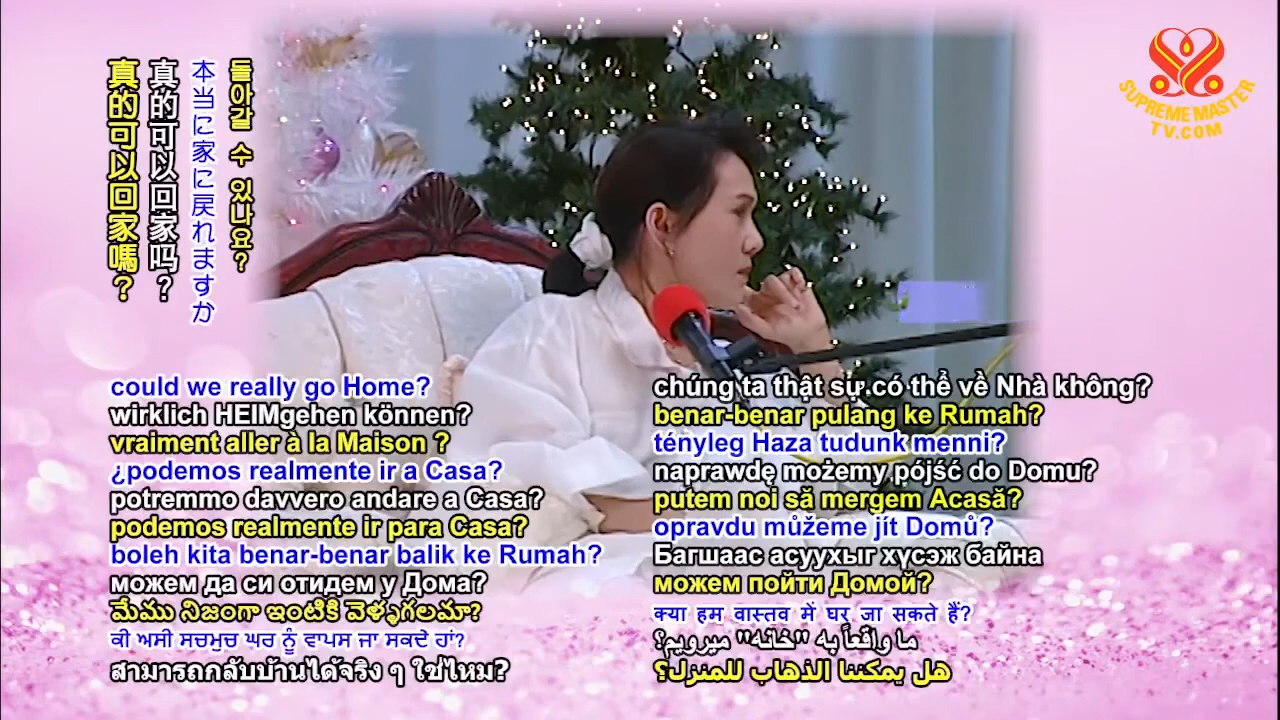 真的可以回家嗎？
真的可以回家吗？
本当に家に戻れますか
돌아갈 수 있나요?
SUPREME MASTER
TV.COM
could we really go Home?
wirklich HEIMgehen können?
vraiment aller à la Maison ?
¿podemos realmente ir a Casa?
potremmo davvero andare a Casa?
podemos realmente ir para Casa?
boleh kita benar-benar balik ke Rumah?
можем да си отидем у Дома?
మేము నిజంగా ఇంటికి వెళ్ళగలమా?
ਕੀ ਅਸੀ ਸਚਮੁਚ ਘਰ ਨੂੰ ਵਾਪਸ ਜਾ ਸਕਦੇ ਹਾਂ?
สามารถกลับบ้านได้จริง ๆ ใช่ไหม?
chúng ta thật sự có thể về Nhà không?
benar-benar pulang ke Rumah?
tényleg Haza tudunk menni?
naprawdę możemy pójść do Domu?
putem noi să mergem Acasă?
opravdu můžeme jít Domů?
Багшаас асуухыг хүсэж байна
можем пойти Домой?
क्या हम वास्तव में घर जा सकते हैं?
ما واقعاً به "خانه" میرویم؟
هل يمكننا الذهاب للمنزل؟